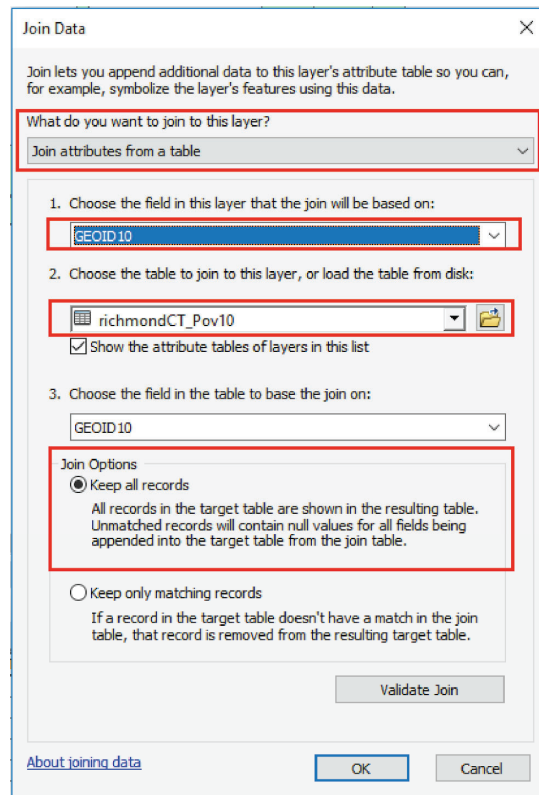 Join Data
Join lets you append additional data to this layer's attribute table so you can,
for example, symbolize the layer's features using this data.
What do you want to join to this layer?
Join attributes from a table
1. Choose the field in this layer that the join will be based on:
GEOID10
2. Choose the table to join to this layer, or load the table from disk:
richmondCT_Pov10
Show the attribute tables of layers in this list
3. Choose the field in the table to base the join on:
GEOID10
Join Options
Keep all records
All records in the target table are shown in the resulting table.
Unmatched records will contain null values for all fields being
appended into the target table from the join table.
Keep only matching records
If a record in the target table doesn't have a match in the join
table, that record is removed from the resulting target table.
Validate Join
About joining data
OK
Cancel